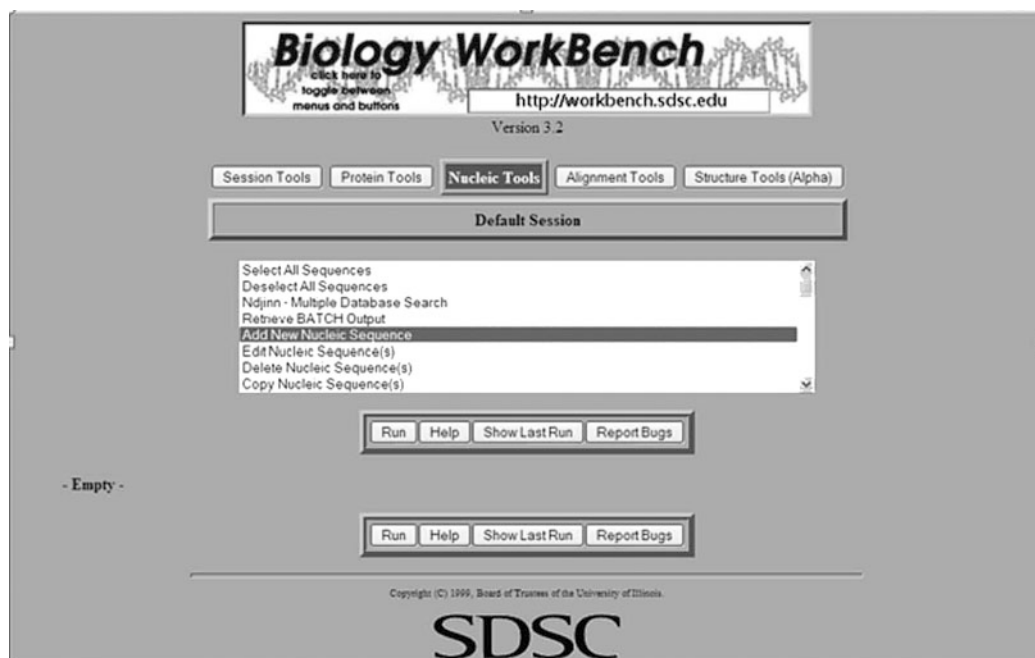 Biology WorkBench
click here to
toggle between
menus and buttons
http://workbench.sdsc.edu
Version 3.2
Session Tools Protein Tools Nucleic Tools Alignment Tools Structure Tools (Alpha)
Default Session
Select All Sequences
Deselect All Sequences
Ndjinn - Multiple Database Search
Retrieve BATCH Output
Add New Nucleic Sequence
Edit Nucleic Sequence(s)
Delete Nucleic Sequence(s)
Copy Nucleic Sequence(s)
Run Help Show Last Run Report Bugs
- Empty -
Run Help Show Last Run Report Bugs
Copyright (C) 1999, Board of Trustees of the University of Illinois.
SDSC